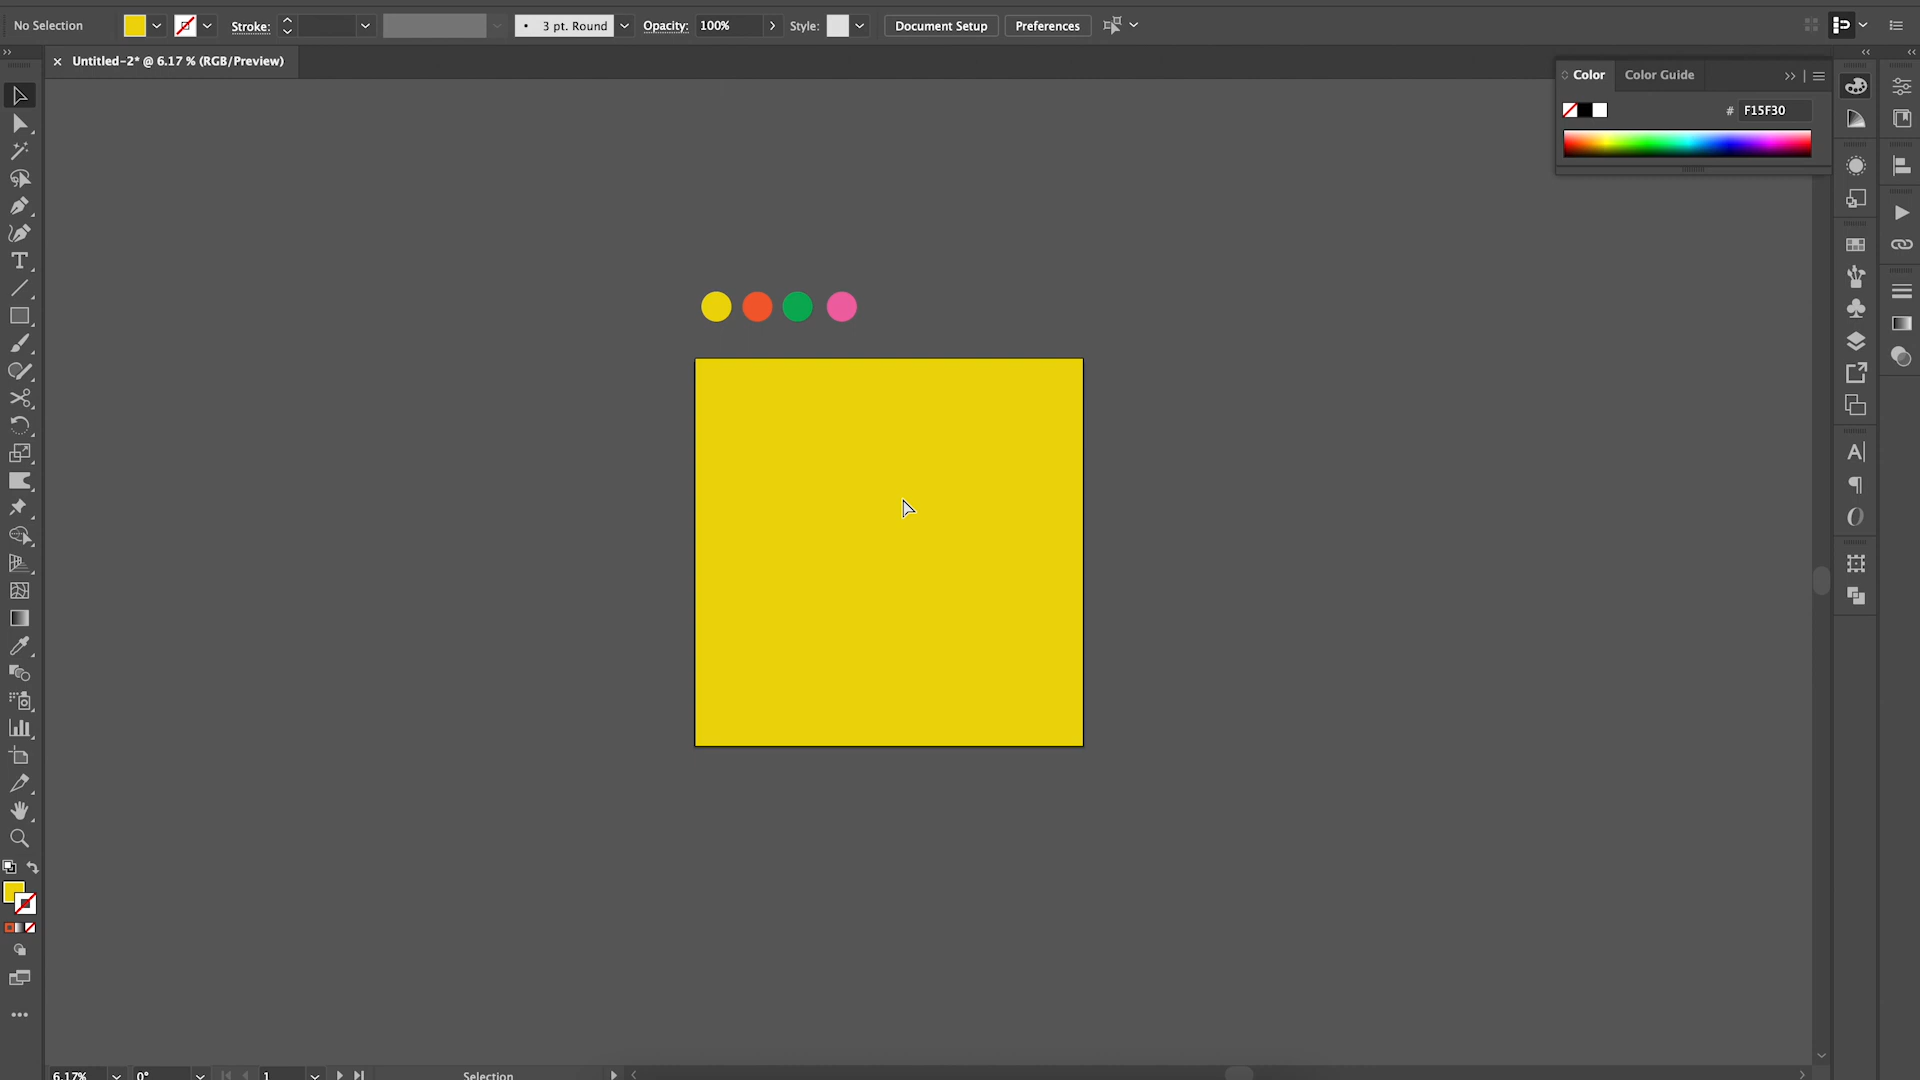 No Selection
Stroke:
3 pt. Round
Opacity: 100%
Style:
Document Setup
Preferences
× Untitled-2* @ 6.17 % (RGB/Preview)
Color
Color Guide
# F15F30
6.17%
0°
1
Selection